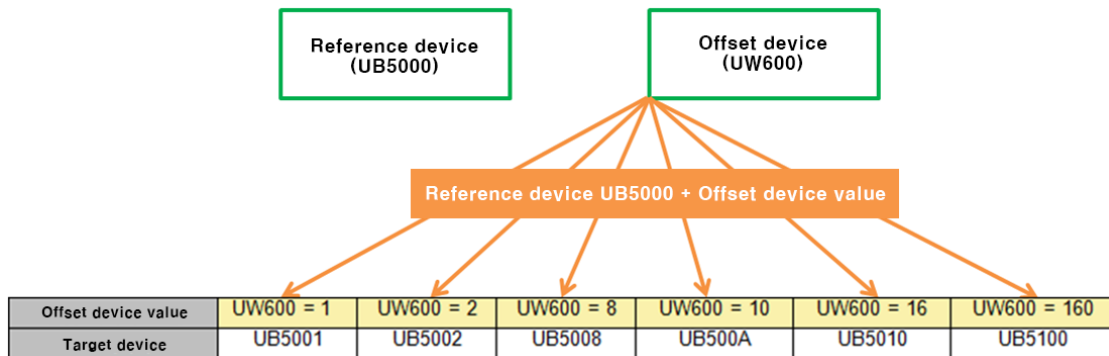 Reference device
(UB5000)
Offset device
(UW600)
Reference device UB5000 + Offset device value
Offset device value UW600 = 1 UW600 = 2 UW600 = 8 UW600 = 10 UW600 = 16 UW600 = 160
Target device UB5001 UB5002 UB5008 UB500A UB5010 UB5100